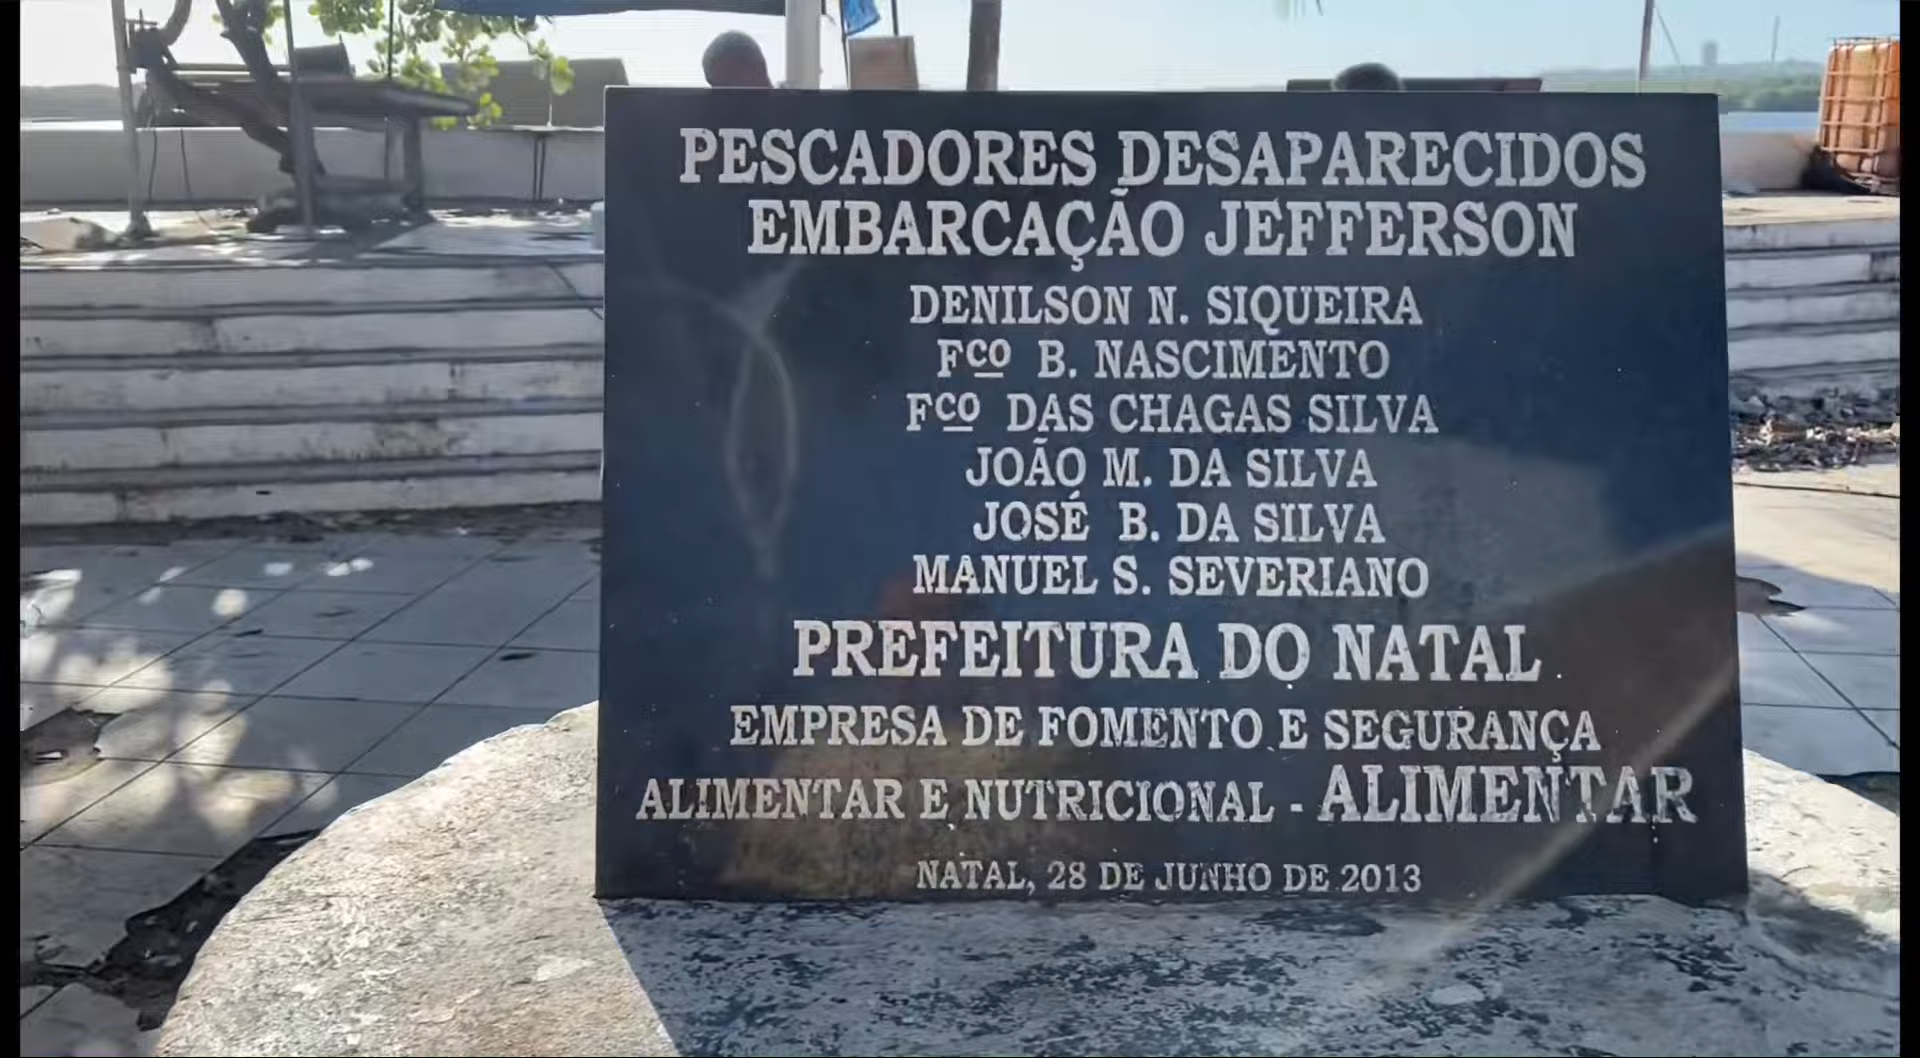 PESCADORES DESAPARECIDOS
EMBARCAÇÃO JEFFERSON
DENILSON N. SIQUEIRA
Fco B. NASCIMENTO
Fco DAS CHAGAS SILVA
JOÃO M. DA SILVA
JOSÉ B. DA SILVA
MANUEL S. SEVERIANO
PREFEITURA DO NATAL
EMPRESA DE FOMENTO E SEGURANÇA
ALIMENTAR E NUTRICIONAL - ALIMENTAR
NATAL, 28 DE JUNHO DE 2013